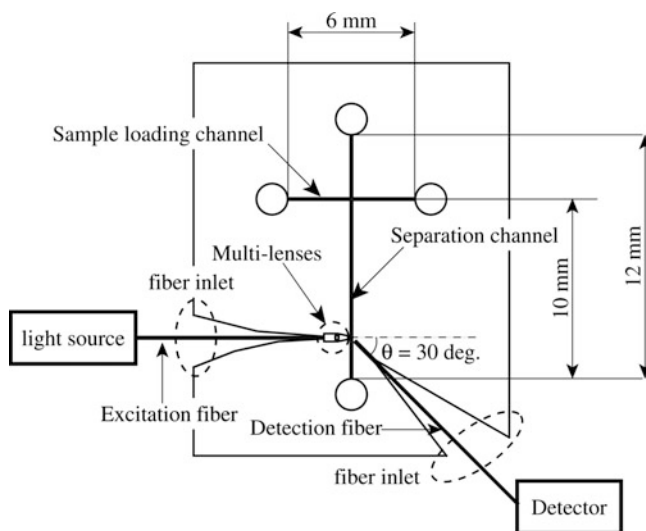 6 mm
Sample loading channel
Separation channel
Multi-lenses
fiber inlet
10 mm
12 mm
light source
θ = 30 deg.
Excitation fiber
Detection fiber
fiber inlet
Detector